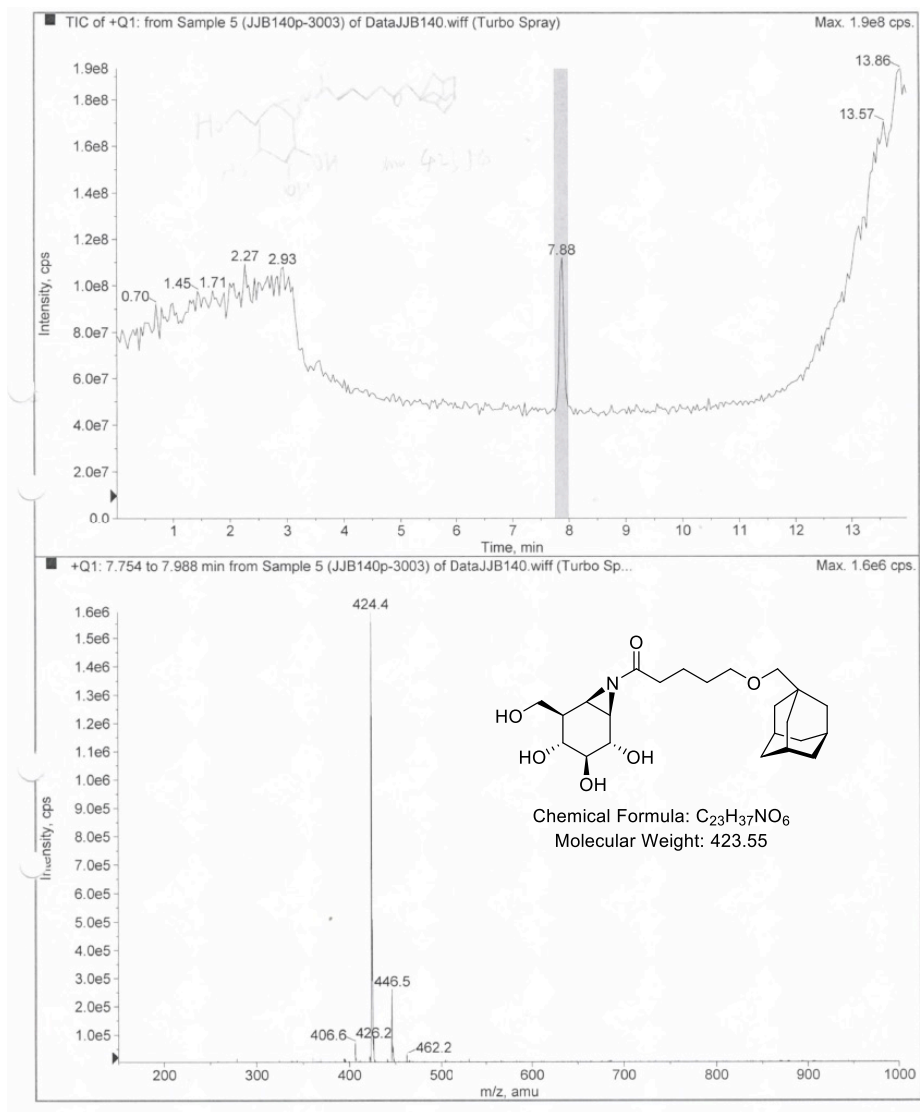 TIC of +Q1: from Sample 5 (JJB140p-3003) of DataJJB140.wiff (Turbo Spray)
Max. 1.9e8 cps.
13.86
1.9e8
1.8e8
13.57
1.6e8
1.4e8
1.2e8
2.27
2.93
7.88
1.45
1.71
0.70
1.0e8
8.0e7
6.0e7
4.0e7
2.0e7
0.0
Intensity, cps
1 2 3 4 5 6 7 8 9 10 11 12 13
Time, min
+Q1: 7.754 to 7.988 min from Sample 5 (JJB140p-3003) of DataJJB140.wiff (Turbo Sp...
Max. 1.6e6 cps.
424.4
1.6e6
1.5e6
1.4e6
1.3e6
1.2e6
1.1e6
1.0e6
9.0e5
8.0e5
7.0e5
6.0e5
5.0e5
4.0e5
3.0e5
2.0e5
1.0e5
O
N
O
HO
HO
OH
OH
Chemical Formula: C₂₃H₃₇NO₆
Molecular Weight: 423.55
446.5
406.6
426.2
462.2
200 300 400 500 600 700 800 900 1000
m/z, amu